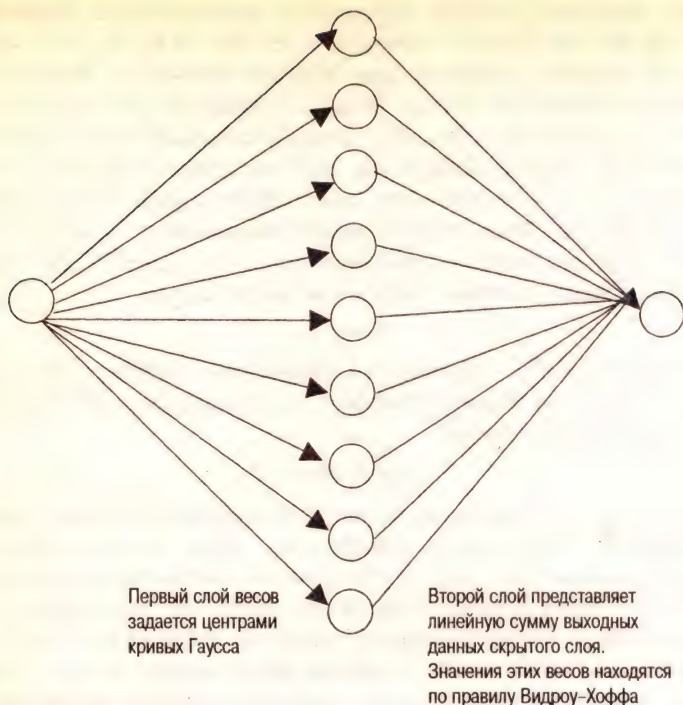 Первый слой весов
задается центрами
кривых Гаусса
Второй слой представляет
линейную сумму выходных
данных скрытого слоя.
Значения этих весов находятся
по правилу Видроу–Хоффа